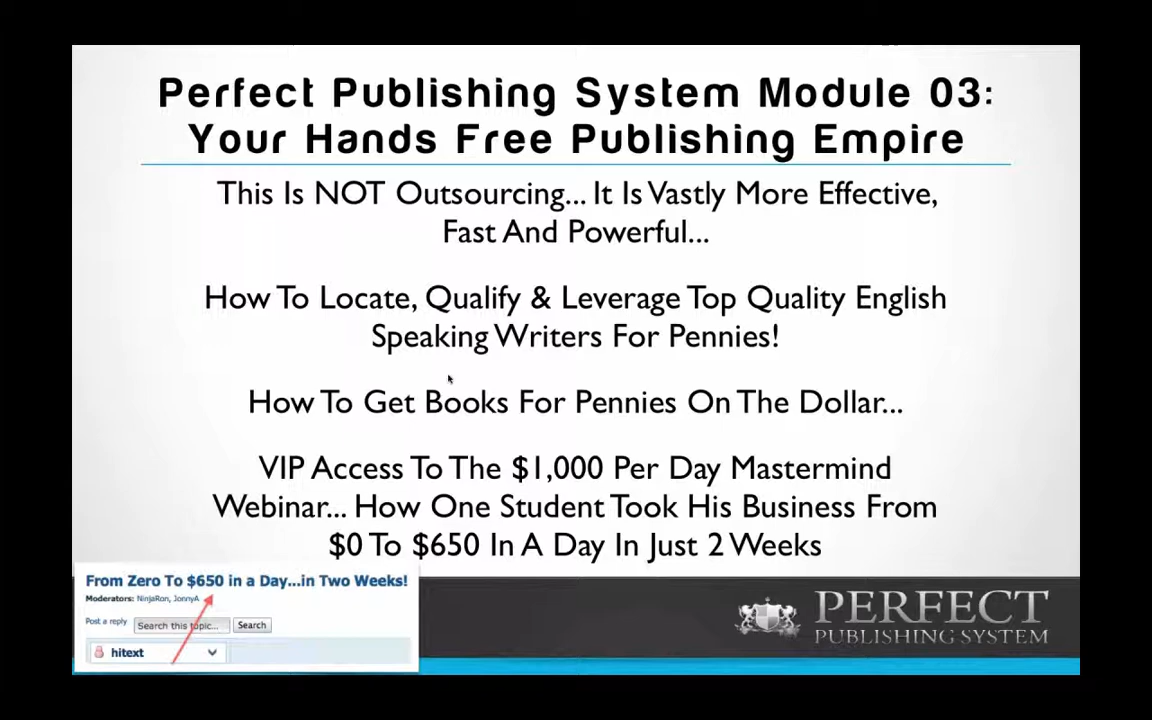 Perfect Publishing System Module 03:
Your Hands Free Publishing Empire
This Is NOT Outsourcing... It Is Vastly More Effective,
Fast And Powerful...
How To Locate, Qualify & Leverage Top Quality English
Speaking Writers For Pennies!
How To Get Books For Pennies On The Dollar...
VIP Access To The $1,000 Per Day Mastermind
Webinar... How One Student Took His Business From
$0 To $650 In A Day In Just 2 Weeks
From Zero To $650 in a Day...in Two Weeks!
Moderators: NinjaRon, JonnyA
Post a reply
Search this topic...
Search
hitext
PERFECT
PUBLISHING SYSTEM